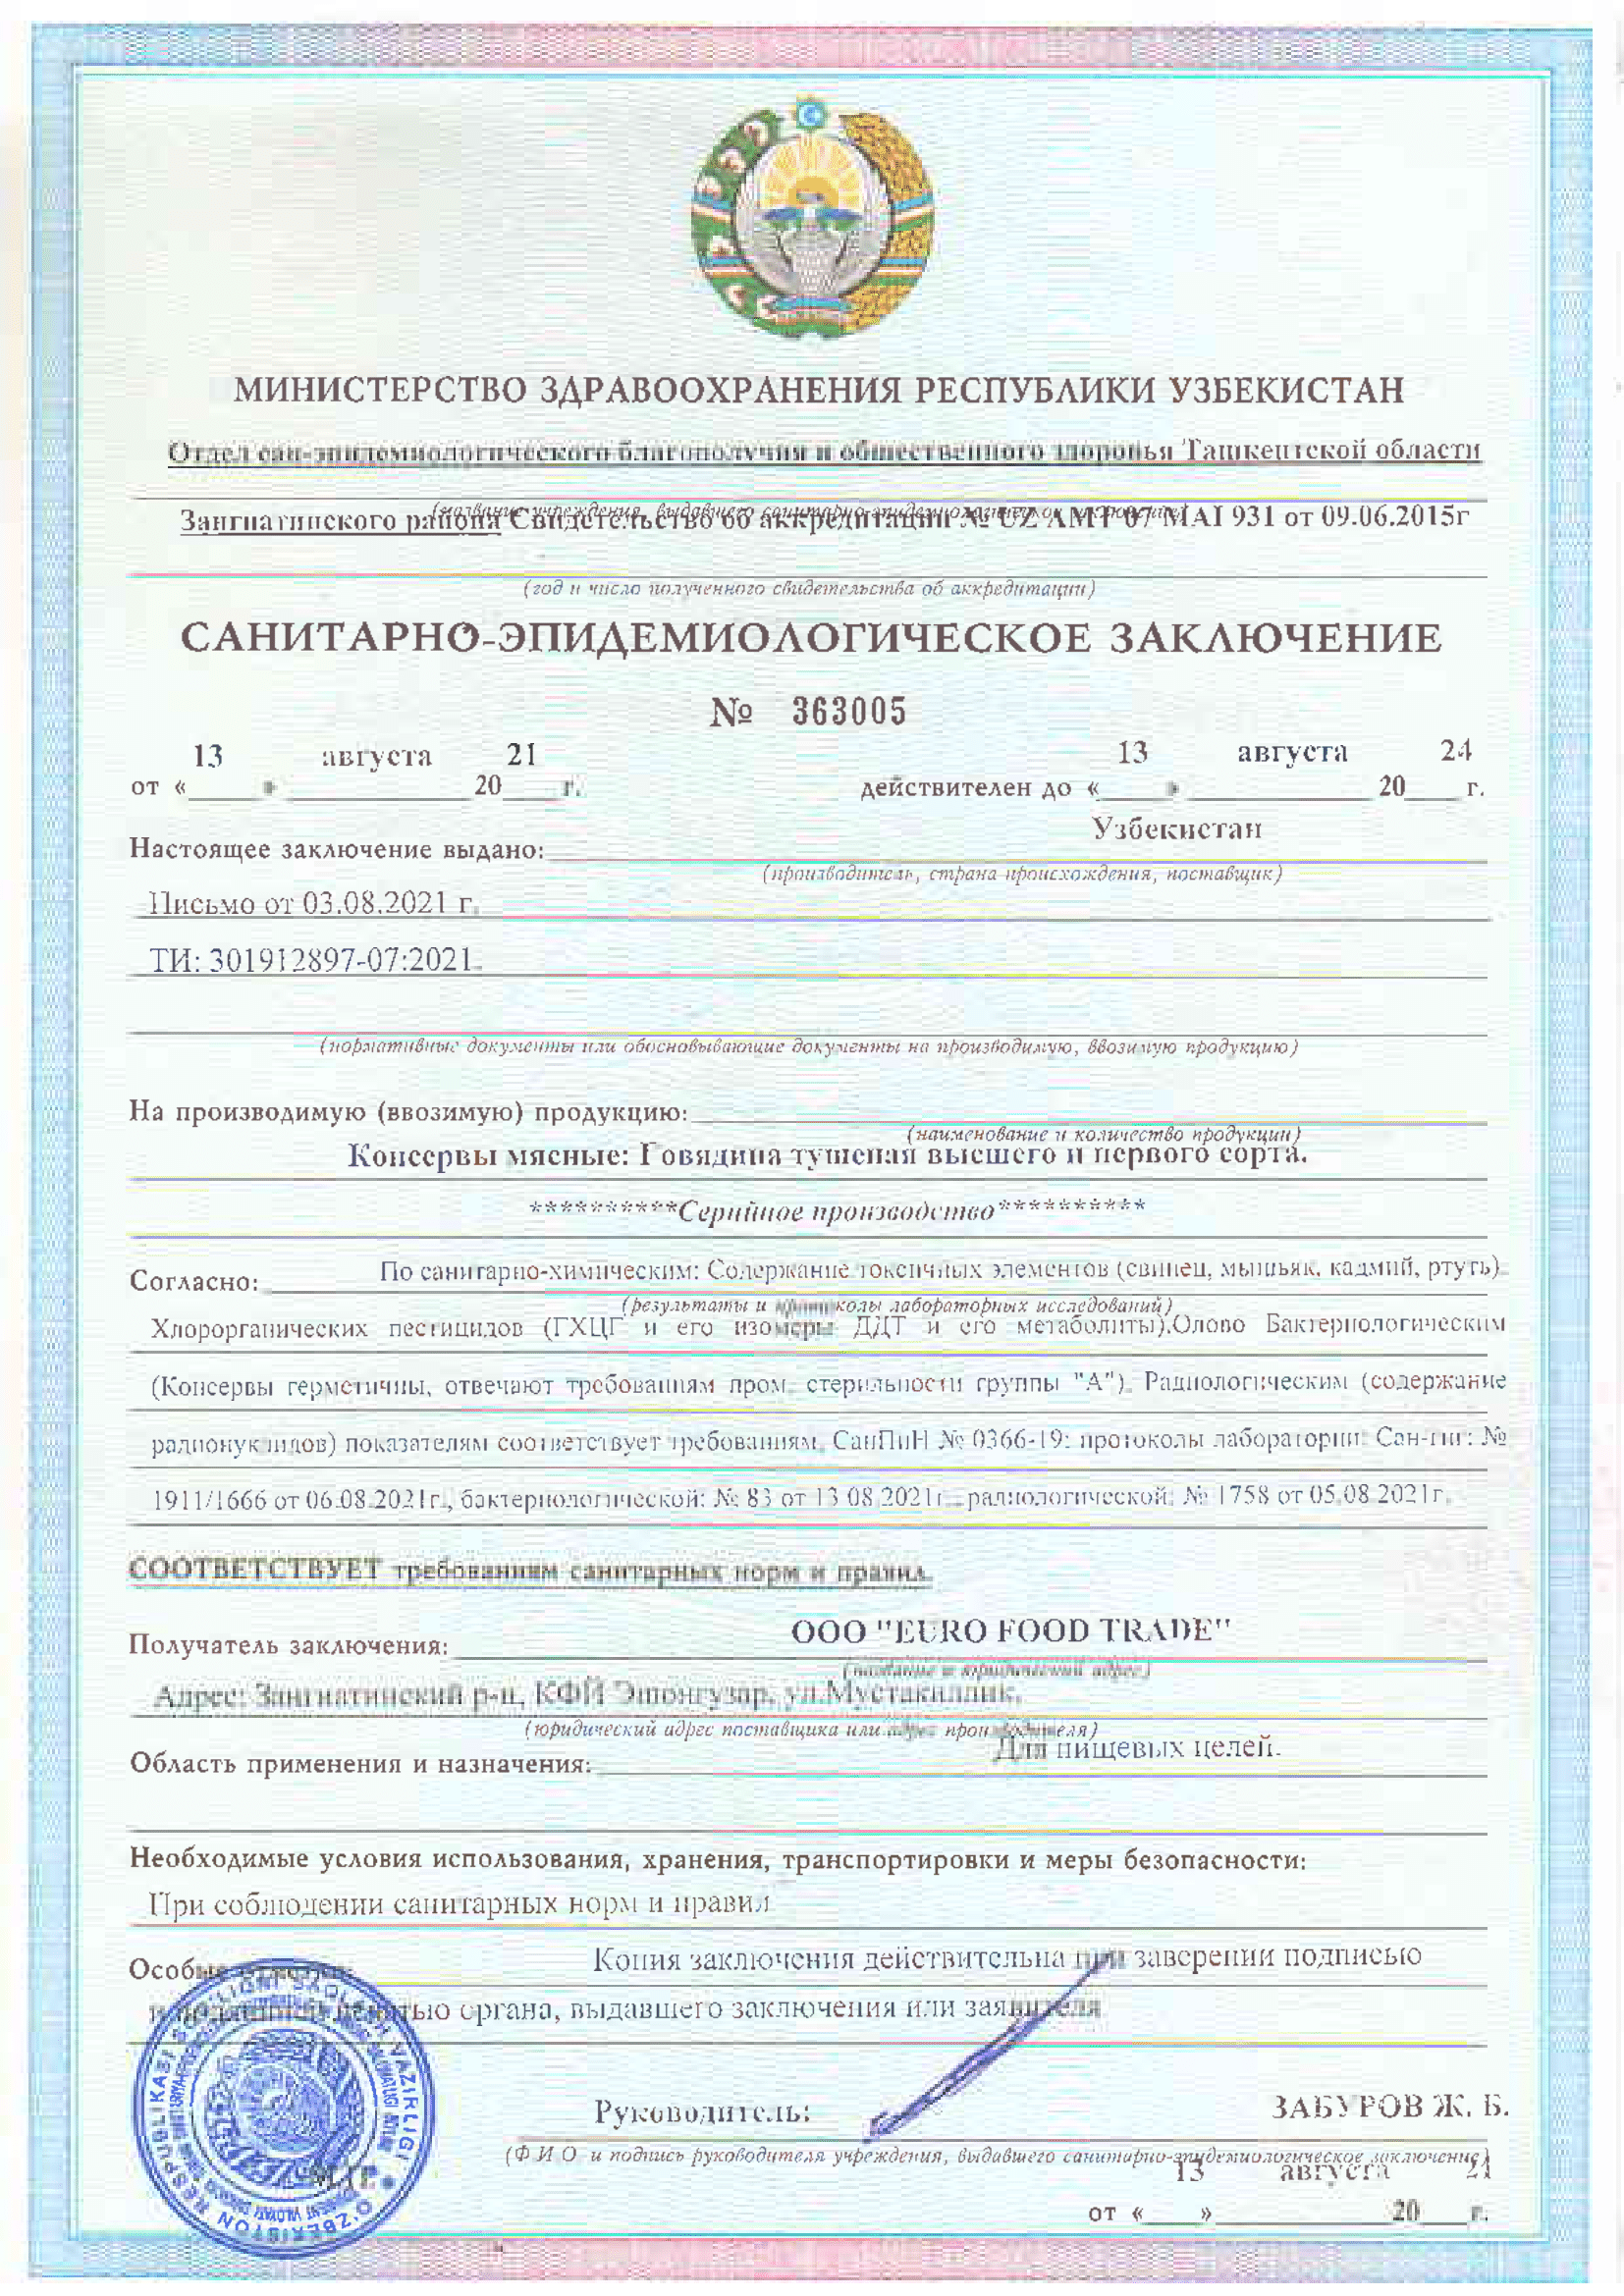 МИНИСТЕРСТВО ЗДРАВООХРАНЕНИЯ РЕСПУБЛИКИ УЗБЕКИСТАН
Отдел сан-эпидемиологического благополучия и общественного здоровья Ташкентской области
(название учреждения, выдавшего санитарно-эпидемиологическое заключение)
Зангиатинского района Свидетельство об аккредитации № UZ AMT 07 MAI 931 от 09.06.2015г
(год и число полученного свидетельства об аккредитации)
САНИТАРНО-ЭПИДЕМИОЛОГИЧЕСКОЕ ЗАКЛЮЧЕНИЕ
№ 363005
13 августа 21 13 августа 24
от «____» ________ 20___ г. действителен до «____» ________ 20___ г.
Узбекистан
Настоящее заключение выдано:
(производитель, страна происхождения, поставщик)
Письмо от 03.08.2021 г.
ТИ: 301912897-07:2021.
(нормативные документы или обосновывающие документы на производимую, ввозимую продукцию)
На производимую (ввозимую) продукцию:
(наименование и количество продукции)
Консервы мясные: Говядина тушеная высшего и первого сорта.
**********Серийное производство**********
Согласно: По санитарно-химическим: Содержание токсичных элементов (свинец, мышьяк, кадмий, ртуть)
(результаты и протоколы лабораторных исследований)
Хлорорганических пестицидов (ГХЦГ и его изомеры ДДТ и его метаболиты).Олово Бактериологическим
(Консервы герметичны, отвечают требованиям пром. стерильности группы "А"). Радиологическим (содержание
радионуклидов) показателям соответствует требованиям, СанПиН № 0366-19: протоколы лаборатории: Сан-гиг: №
1911/1666 от 06.08.2021г., бактериологической: № 83 от 13.08.2021г., радиологической: № 1758 от 05.08.2021г.
СООТВЕТСТВУЕТ требованиям санитарных норм и правил.
Получатель заключения: ООО "EURO FOOD TRADE"
(название и юридический адрес)
Адрес: Зангиатинский р-н, КФЙ Эшонгузар, ул.Мустакиллик.
(юридический адрес поставщика или адрес производителя)
Для пищевых целей.
Область применения и назначения:
Необходимые условия использования, хранения, транспортировки и меры безопасности:
При соблюдении санитарных норм и правил
Особые Копия заключения действительна при заверении подписью
и органа, выдавшего заключения или заявителя
Руководитель: ЗАБУРОВ Ж. Б.
(Ф И О и подпись руководителя учреждения, выдавшего санитарно-эпидемиологическое заключение)
13 августа 21
от «____» ________ 20___ г.